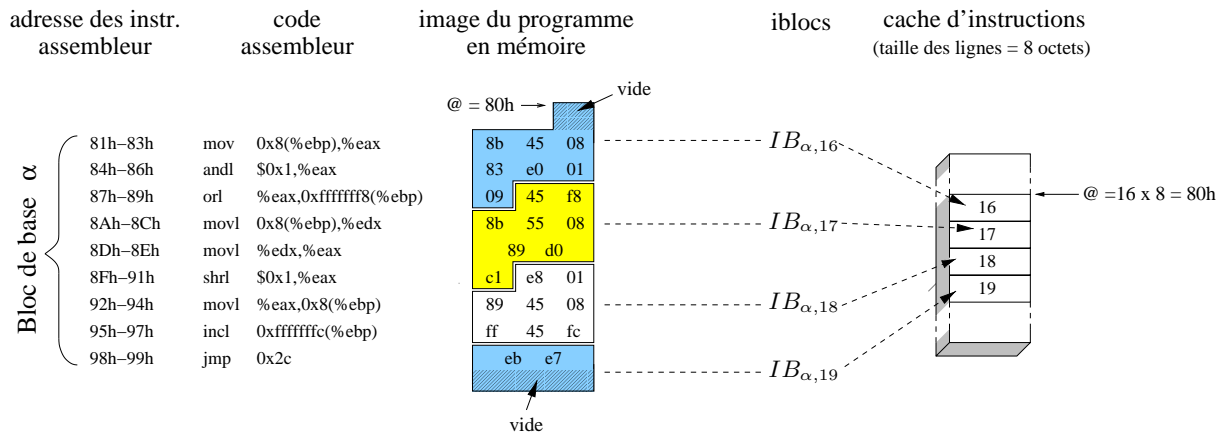 adresse des instr. assembleur
code assembleur
image du programme en mémoire
iblocs
cache d'instructions
(taille des lignes = 8 octets)
vide
@ = 80h
Bloc de base α
81h–83h mov 0x8(%ebp),%eax 8b 45 08
84h–86h andl $0x1,%eax 83 e0 01
87h–89h orl %eax,0xfffffff8(%ebp) 09 45 f8
8Ah–8Ch movl 0x8(%ebp),%edx 8b 55 08
8Dh–8Eh movl %edx,%eax 89 d0
8Fh–91h shrl $0x1,%eax c1 e8 01
92h–94h movl %eax,0x8(%ebp) 89 45 08
95h–97h incl 0xfffffffc(%ebp) ff 45 fc
98h–99h jmp 0x2c eb e7
vide
IBα,16
IBα,17
IBα,18
IBα,19
@ =16 x 8 = 80h
16
17
18
19